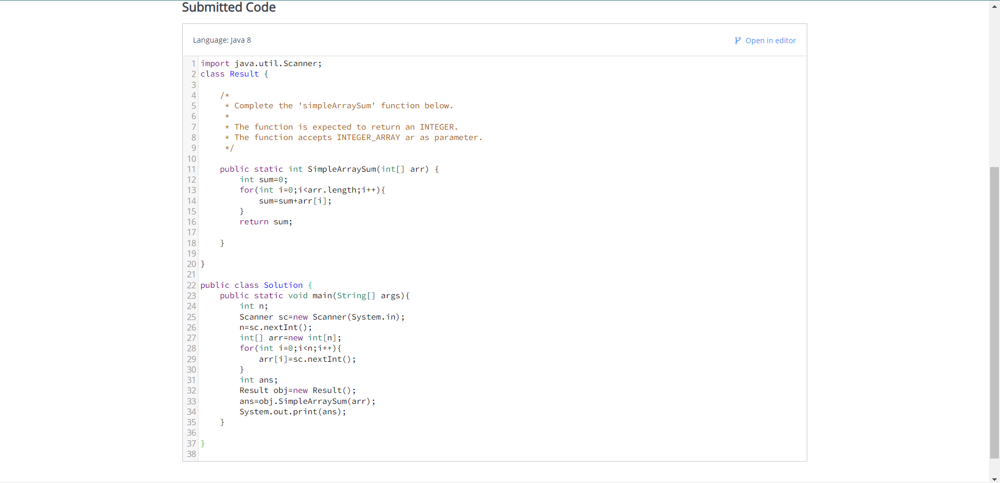 Submitted Code
Language: Java 8
Open in editor
1 import java.util.Scanner;
2 class Result {
3
4     /*
5      * Complete the 'simpleArraySum' function below.
6      *
7      * The function is expected to return an INTEGER.
8      * The function accepts INTEGER_ARRAY ar as parameter.
9      */
10
11     public static int SimpleArraySum(int[] arr) {
12         int sum=0;
13         for(int i=0;i<arr.length;i++){
14             sum=sum+arr[i];
15         }
16         return sum;
17
18     }
19
20 }
21
22 public class Solution {
23     public static void main(String[] args){
24         int n;
25         Scanner sc=new Scanner(System.in);
26         n=sc.nextInt();
27         int[] arr=new int[n];
28         for(int i=0;i<n;i++){
29             arr[i]=sc.nextInt();
30         }
31         int ans;
32         Result obj=new Result();
33         ans=obj.SimpleArraySum(arr);
34         System.out.print(ans);
35     }
36
37 }
38